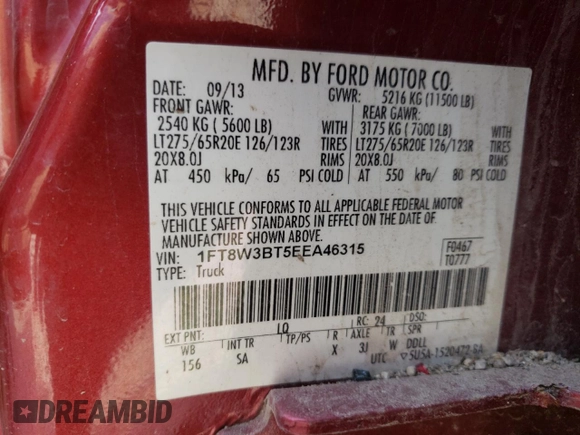 MFD. BY FORD MOTOR CO.
DATE: 09/13 GVWR: 5216 KG (11500 LB)
FRONT GAWR: REAR GAWR:
2540 KG ( 5600 LB) WITH 3175 KG ( 7000 LB) WITH
LT275/65R20E 126/123R TIRES LT275/65R20E 126/123R TIRES
20X8.0J RIMS 20X8.0J RIMS
AT 450 kPa/ 65 PSI COLD AT 550 kPa/ 80 PSI COLD
THIS VEHICLE CONFORMS TO ALL APPLICABLE FEDERAL MOTOR
VEHICLE SAFETY STANDARDS IN EFFECT ON THE DATE OF
MANUFACTURE SHOWN ABOVE.
VIN: 1FT8W3BT5EEA46315 F0467
TYPE: Truck T0777
EXT PNT: LQ RC: 24 DSO:
WB INT TR TP/PS R AXLE TR SPR
156 SA X 3J W DDLL
UTC
DREAMBID